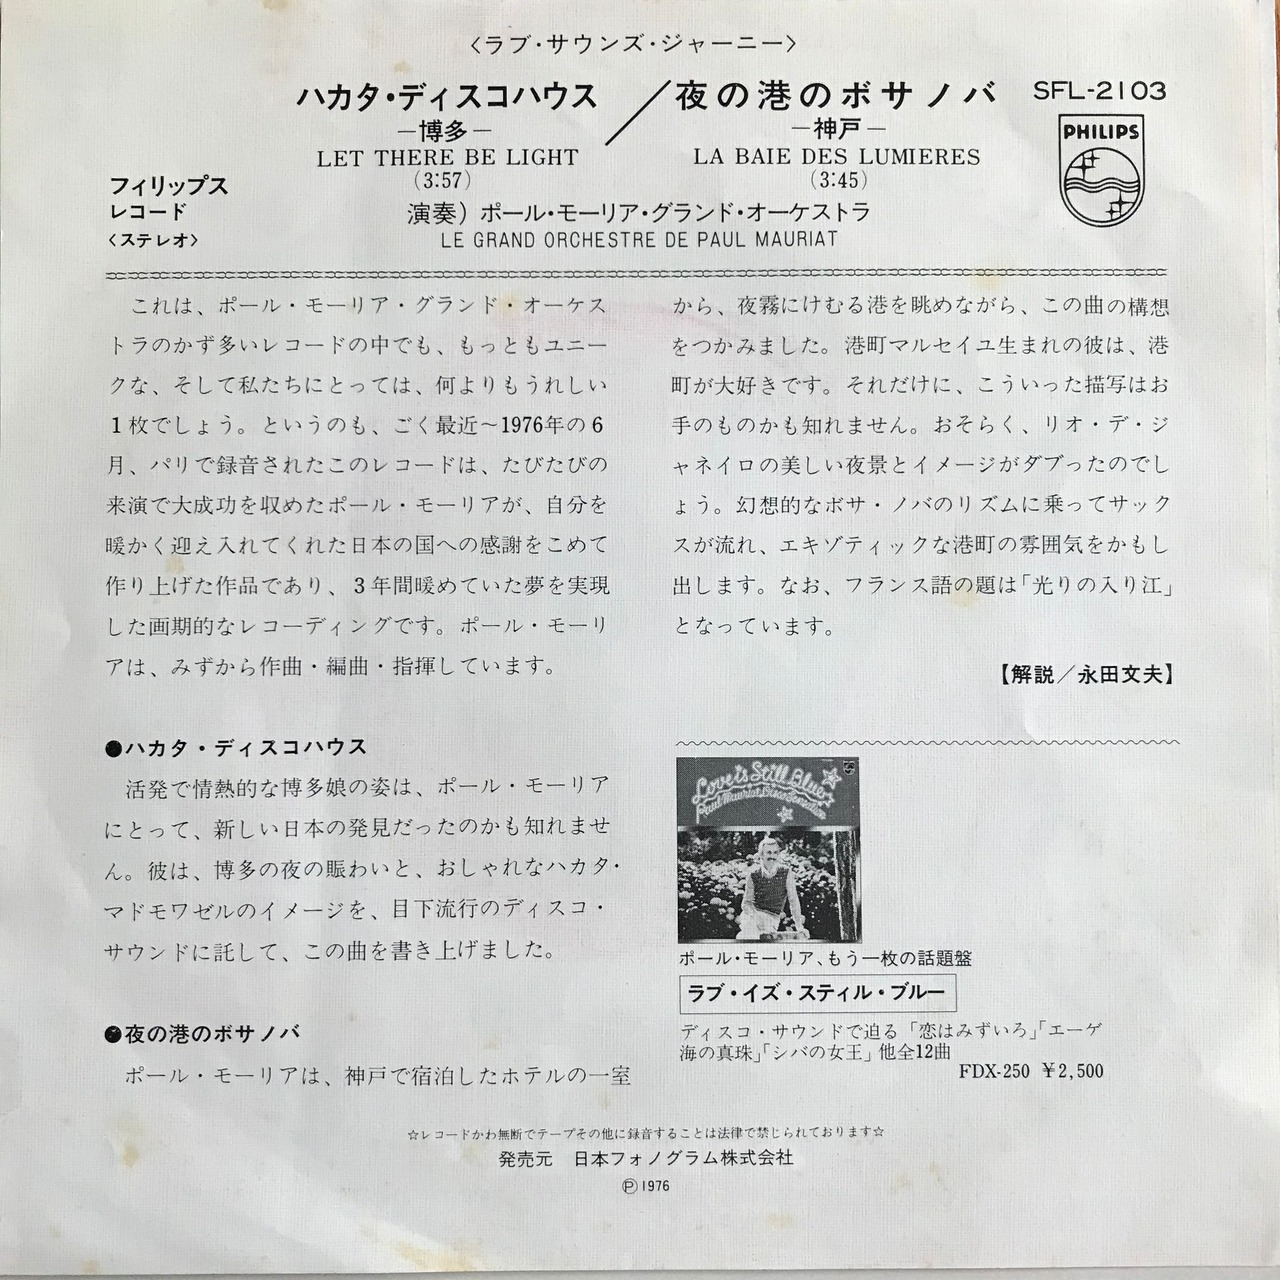 〈ラブ・サウンズ・ジャーニー〉
ハカタ・ディスコハウス／夜の港のボサノバ
SFL-2103
―博多―
―神戸―
LET THERE BE LIGHT
LA BAIE DES LUMIERES
(3:57)
(3:45)
PHILIPS
フィリップス
レコード
〈ステレオ〉
演奏）ポール・モーリア・グランド・オーケストラ
LE GRAND ORCHESTRE DE PAUL MAURIAT
これは、ポール・モーリア・グランド・オーケス
トラのかず多いレコードの中でも、もっともユニー
クな、そして私たちにとっては、何よりもうれしい
1枚でしょう。というのも、ごく最近〜1976年の6
月、パリで録音されたこのレコードは、たびたびの
来演で大成功を収めたポール・モーリアが、自分を
暖かく迎え入れてくれた日本の国への感謝をこめて
作り上げた作品であり、3年間暖めていた夢を実現
した画期的なレコーディングです。ポール・モーリ
アは、みずから作曲・編曲・指揮しています。
●ハカタ・ディスコハウス
活発で情熱的な博多娘の姿は、ポール・モーリア
にとって、新しい日本の発見だったのかも知れませ
ん。彼は、博多の夜の賑わいと、おしゃれなハカタ・
マドモワゼルのイメージを、目下流行のディスコ・
サウンドに託して、この曲を書き上げました。
●夜の港のボサノバ
ポール・モーリアは、神戸で宿泊したホテルの一室
から、夜霧にけむる港を眺めながら、この曲の構想
をつかみました。港町マルセイユ生まれの彼は、港
町が大好きです。それだけに、こういった描写はお
手のものかも知れません。おそらく、リオ・デ・ジ
ャネイロの美しい夜景とイメージがダブったのでし
ょう。幻想的なボサ・ノバのリズムに乗ってサック
スが流れ、エキゾティックな港町の雰囲気をかもし
出します。なお、フランス語の題は「光りの入り江」
となっています。
【解説／永田文夫】
Love is Still Blue
Paul Mauriat Disco Sensation
ポール・モーリア、もう一枚の話題盤
ラブ・イズ・スティル・ブルー
ディスコ・サウンドで迫る「恋はみずいろ」「エーゲ
海の真珠」「シバの女王」他全12曲
FDX-250 ￥2,500
☆レコードかわ無断でテープその他に録音することは法律で禁じられております☆
発売元 日本フォノグラム株式会社
Ⓟ1976